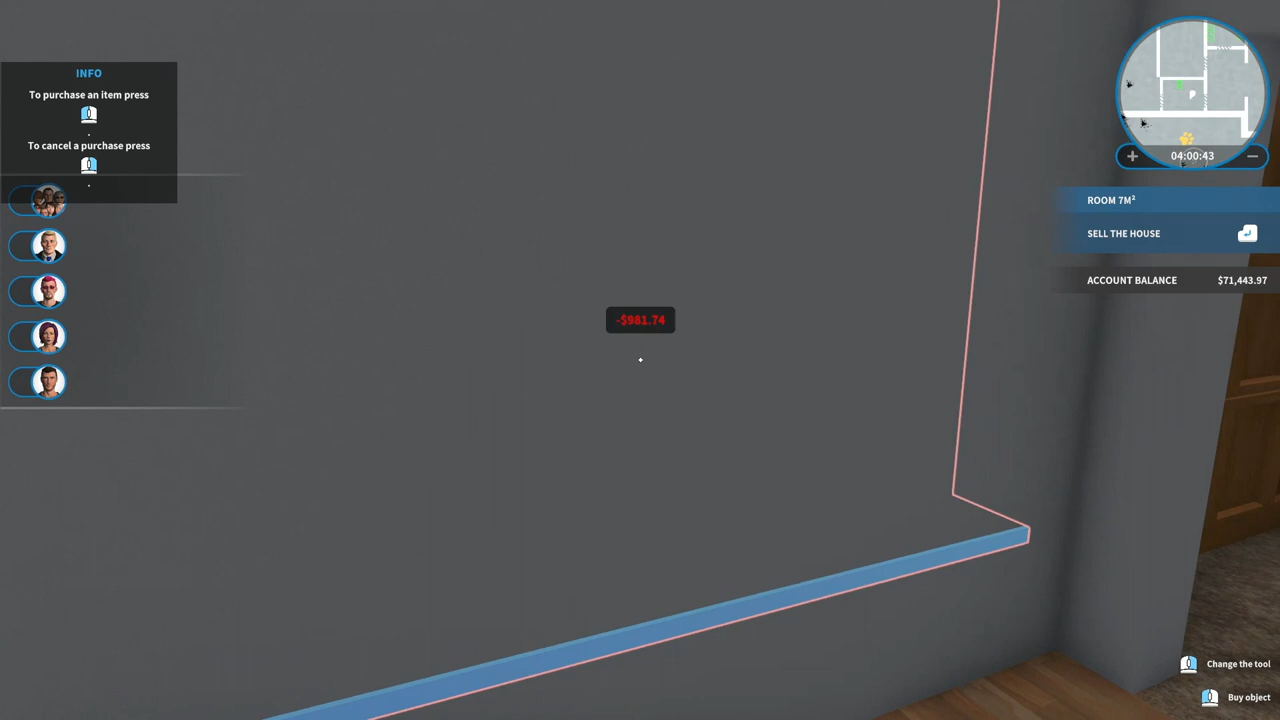 INFO
To purchase an item press
.
To cancel a purchase press
.
-$981.74
04:00:43
ROOM 7M²
SELL THE HOUSE
ACCOUNT BALANCE $71,443.97
Change the tool
Buy object